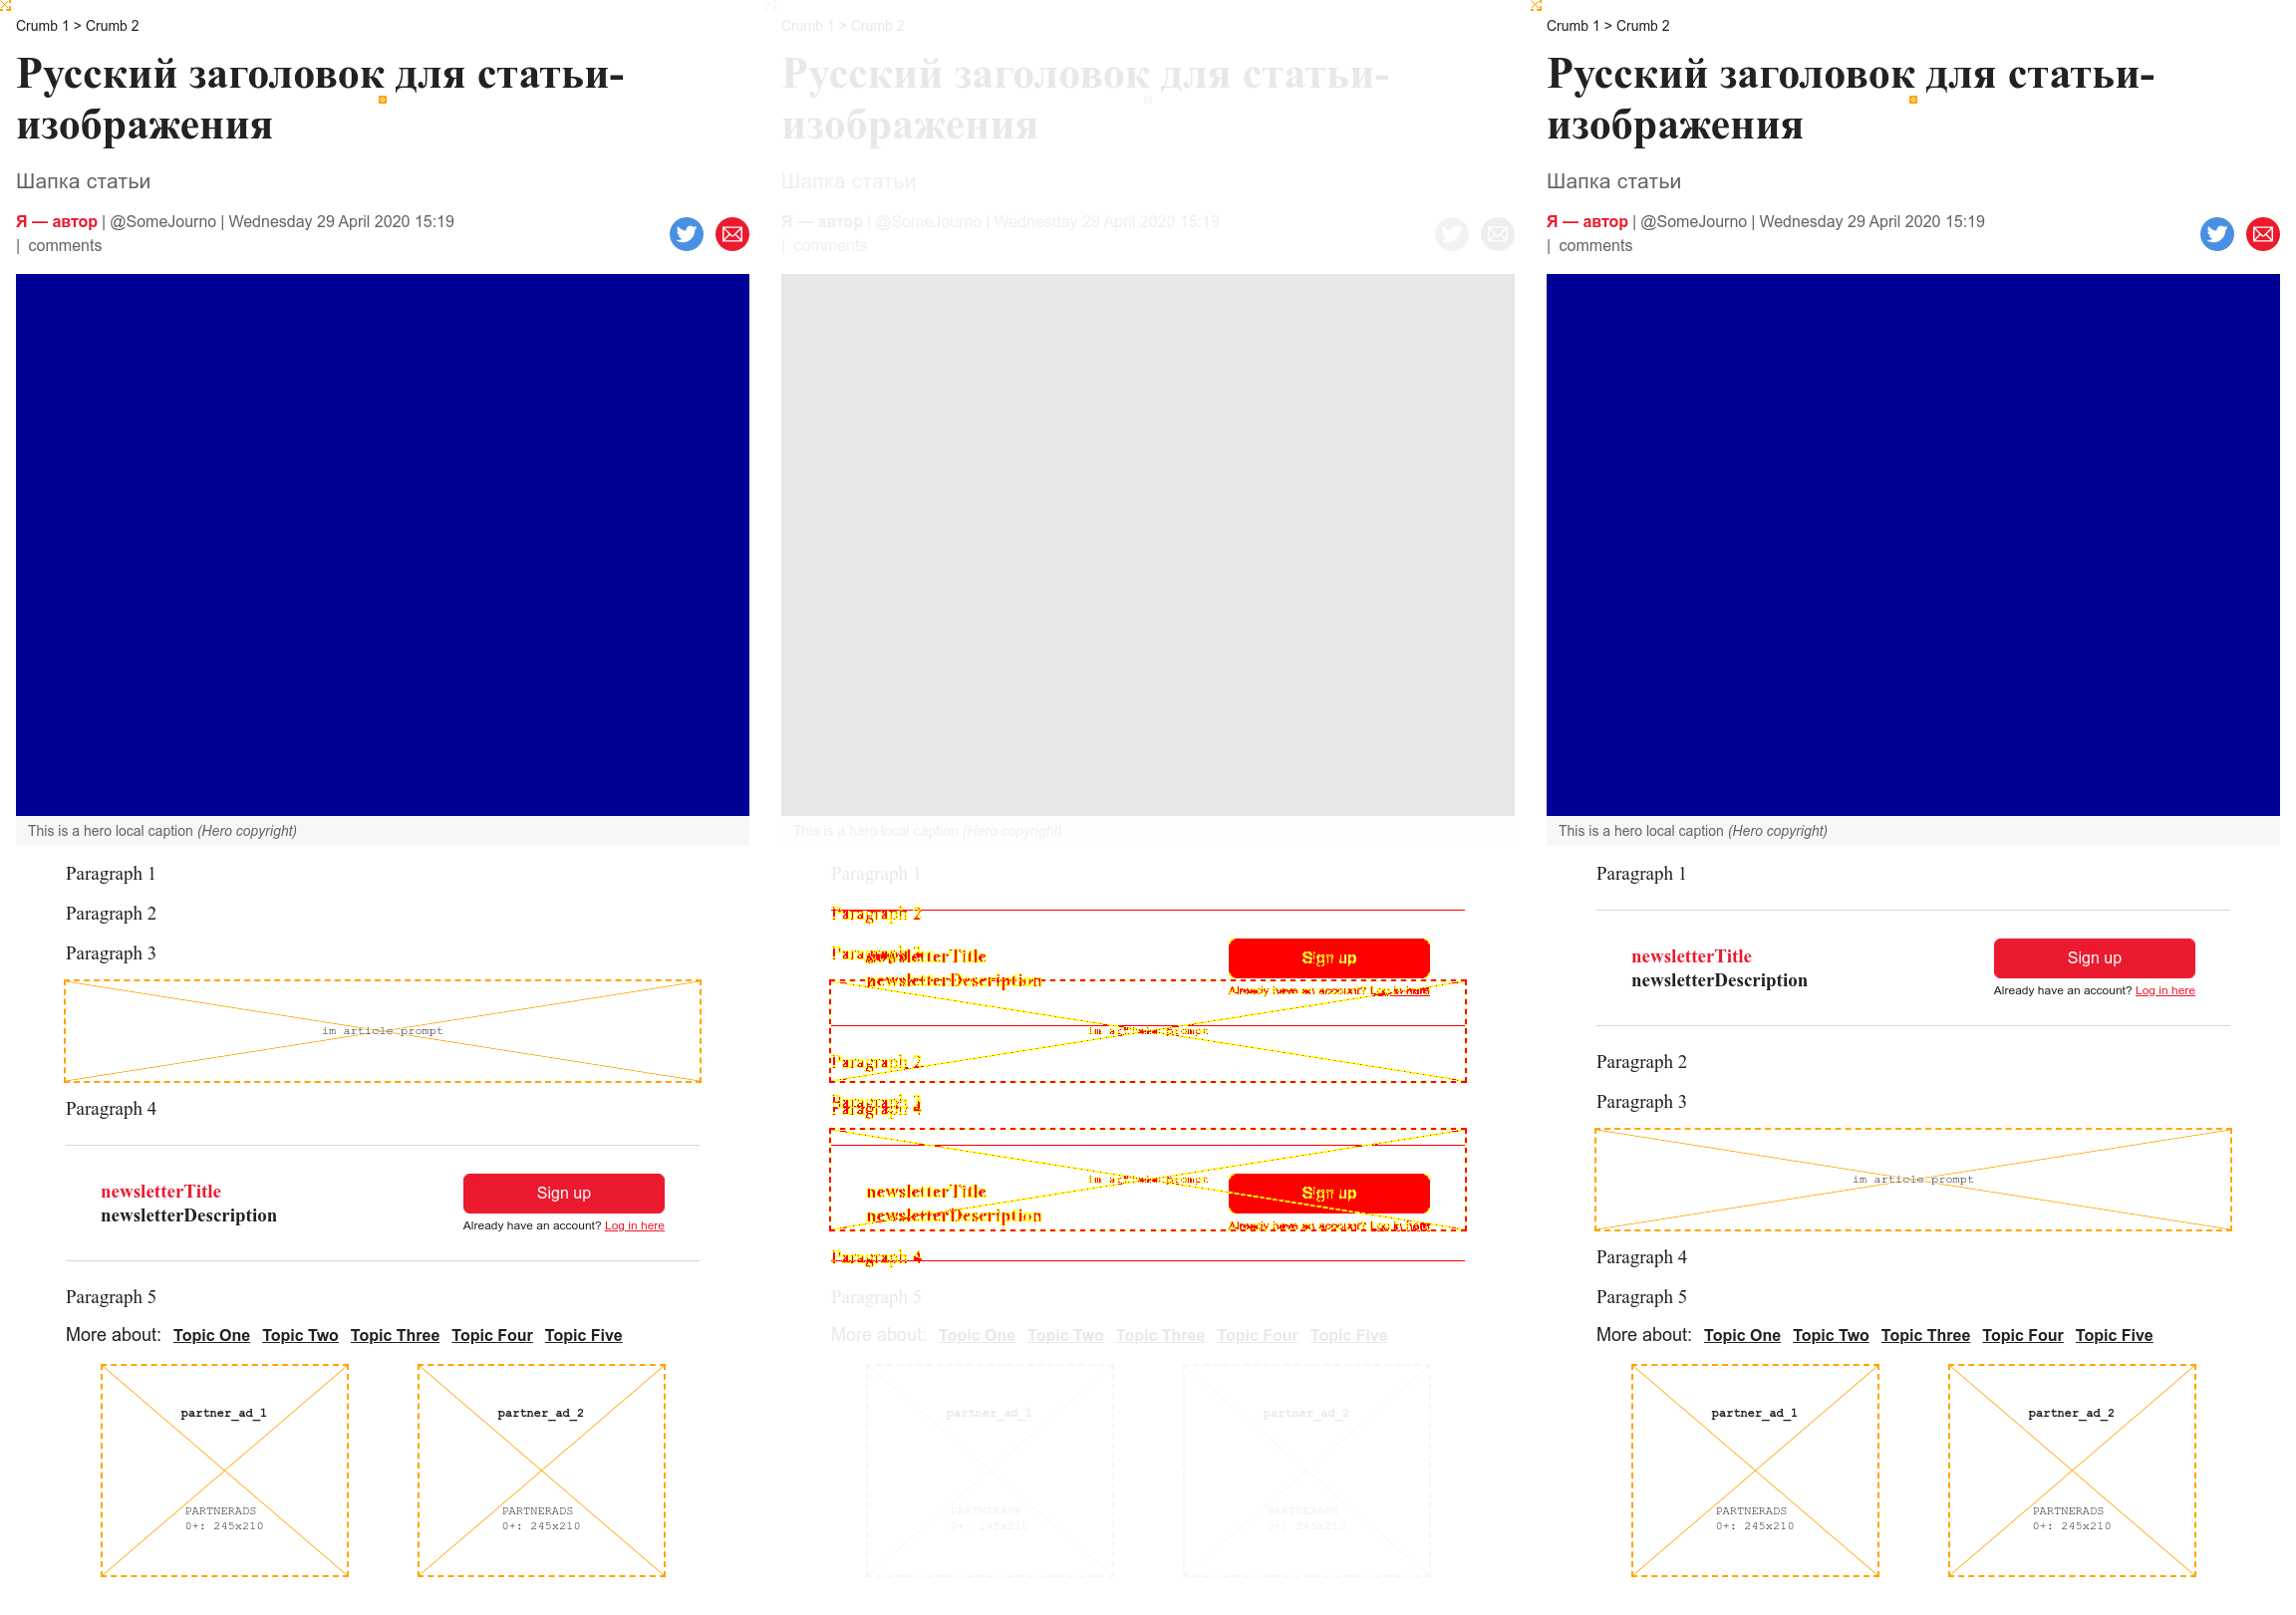 Crumb 1 > Crumb 2
Русский заголовок для статьи-
изображения
Шапка статьи
Я — автор | @SomeJourno | Wednesday 29 April 2020 15:19
| comments
This is a hero local caption (Hero copyright)
Paragraph 1
Paragraph 2
Paragraph 3
im article prompt
Paragraph 4
newsletterTitle
newsletterDescription
Sign up
Already have an account? Log in here
Paragraph 5
More about: Topic One Topic Two Topic Three Topic Four Topic Five
partner_ad_1
PARTNERADS
0+: 245x210
partner_ad_2
PARTNERADS
0+: 245x210
Crumb 1 > Crumb 2
Русский заголовок для статьи-
изображения
Шапка статьи
Я — автор | @SomeJourno | Wednesday 29 April 2020 15:19
| comments
This is a hero local caption (Hero copyright)
Paragraph 1
Paragraph 2
Paragraph 3
newsletterTitle
newsletterDescription
Sign up
Already have an account? Log in here
im article prompt
Paragraph 2
Paragraph 3
Paragraph 4
im article prompt
newsletterTitle
newsletterDescription
Sign up
Already have an account? Log in here
Paragraph 4
Paragraph 5
More about: Topic One Topic Two Topic Three Topic Four Topic Five
partner_ad_1
PARTNERADS
0+: 245x210
partner_ad_2
PARTNERADS
0+: 245x210
Crumb 1 > Crumb 2
Русский заголовок для статьи-
изображения
Шапка статьи
Я — автор | @SomeJourno | Wednesday 29 April 2020 15:19
| comments
This is a hero local caption (Hero copyright)
Paragraph 1
newsletterTitle
newsletterDescription
Sign up
Already have an account? Log in here
Paragraph 2
Paragraph 3
im article prompt
Paragraph 4
Paragraph 5
More about: Topic One Topic Two Topic Three Topic Four Topic Five
partner_ad_1
PARTNERADS
0+: 245x210
partner_ad_2
PARTNERADS
0+: 245x210